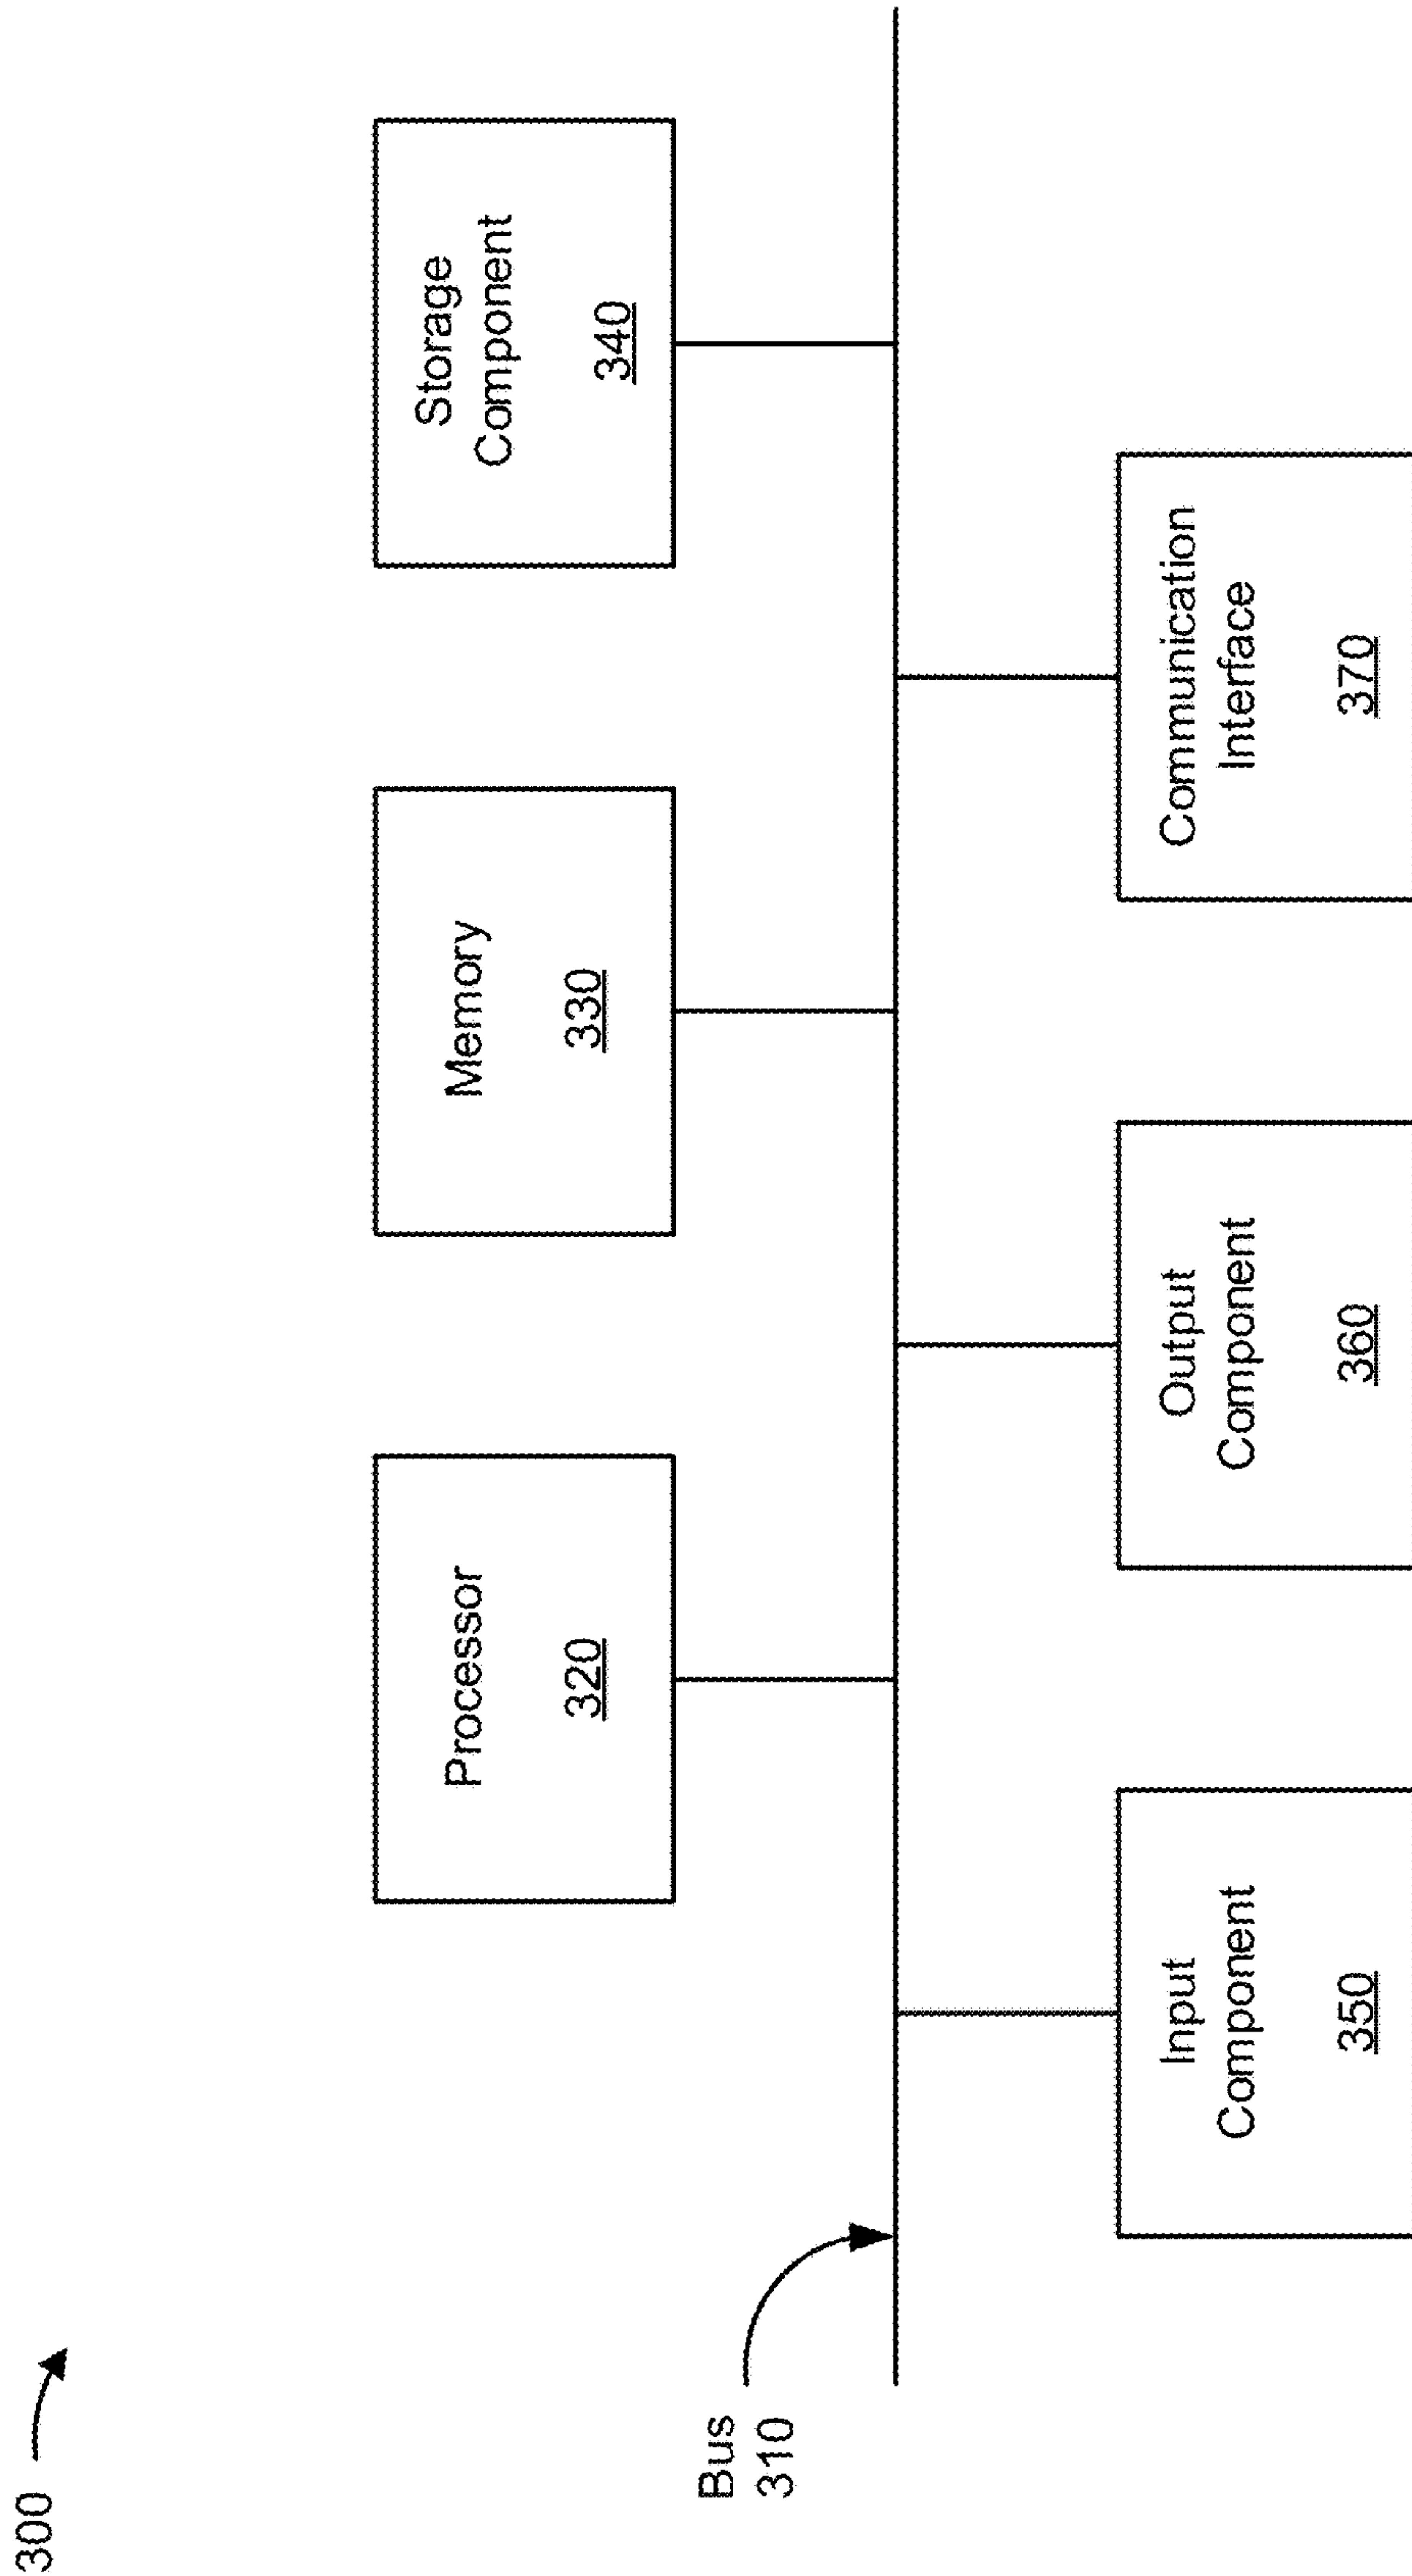 300
Bus
310
Processor
320
Memory
330
Storage
Component
340
Input
Component
350
Output
Component
360
Communication
Interface
370